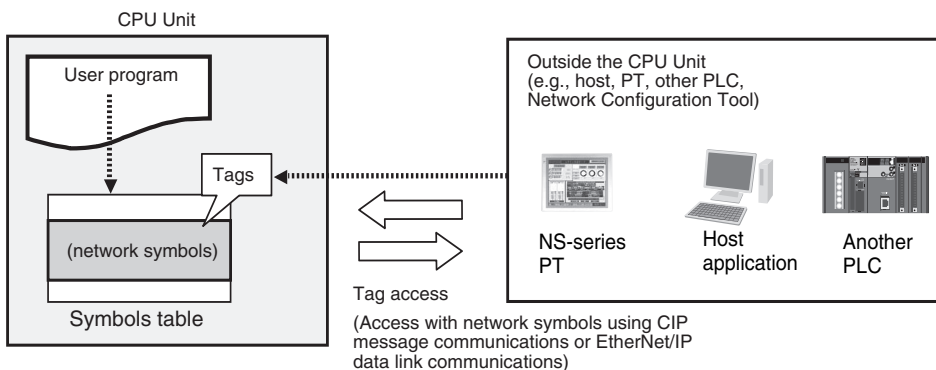 CPU Unit
User program
Tags
(network symbols)
Symbols table
Tag access
(Access with network symbols using CIP
message communications or EtherNet/IP
data link communications)
Outside the CPU Unit
(e.g., host, PT, other PLC,
Network Configuration Tool)
NS-series
PT
Host
application
Another
PLC